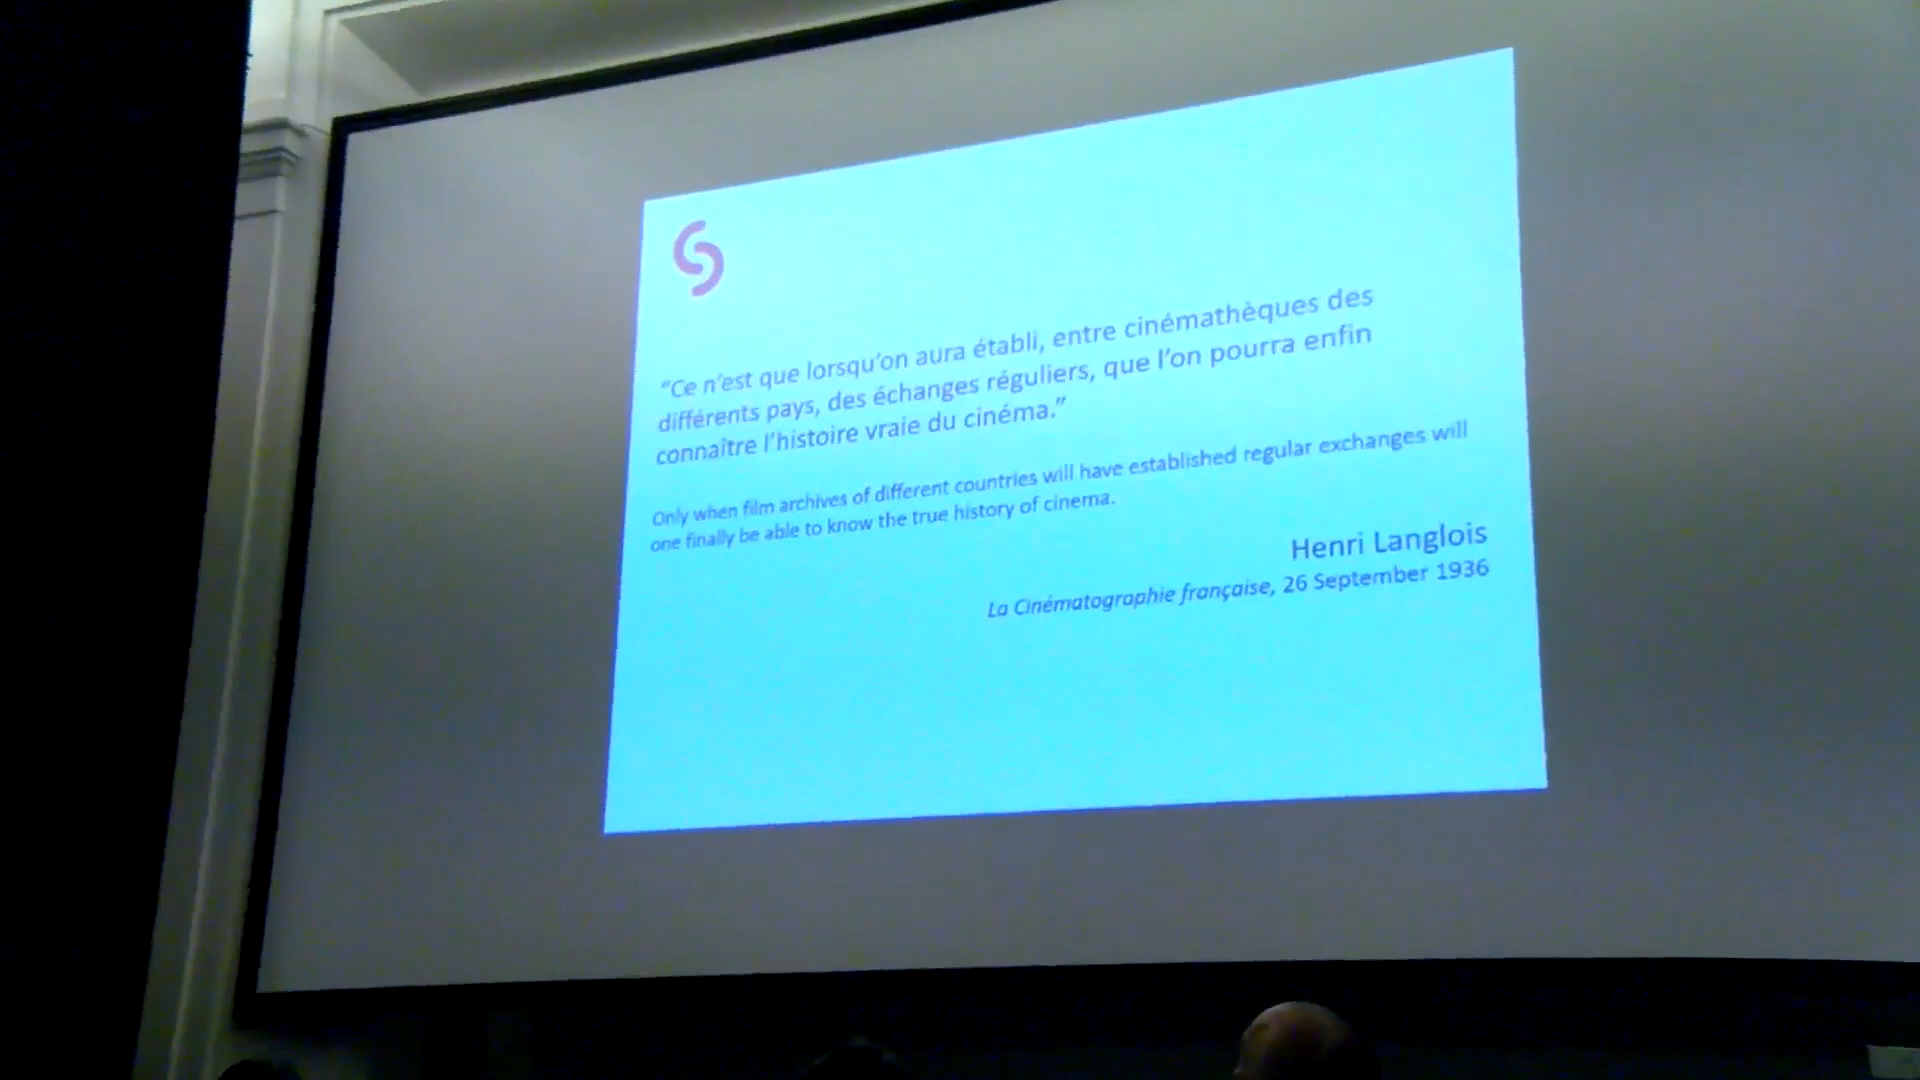 “Ce n’est que lorsqu’on aura établi, entre cinémathèques des
différents pays, des échanges réguliers, que l’on pourra enfin
connaître l’histoire vraie du cinéma.”
Only when film archives of different countries will have established regular exchanges will
one finally be able to know the true history of cinema.
Henri Langlois
La Cinématographie française, 26 September 1936